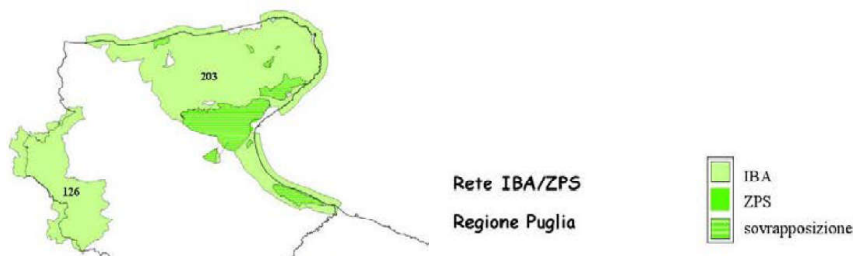 203
126
Rete IBA/ZPS
Regione Puglia
IBA
ZPS
sovrapposizione